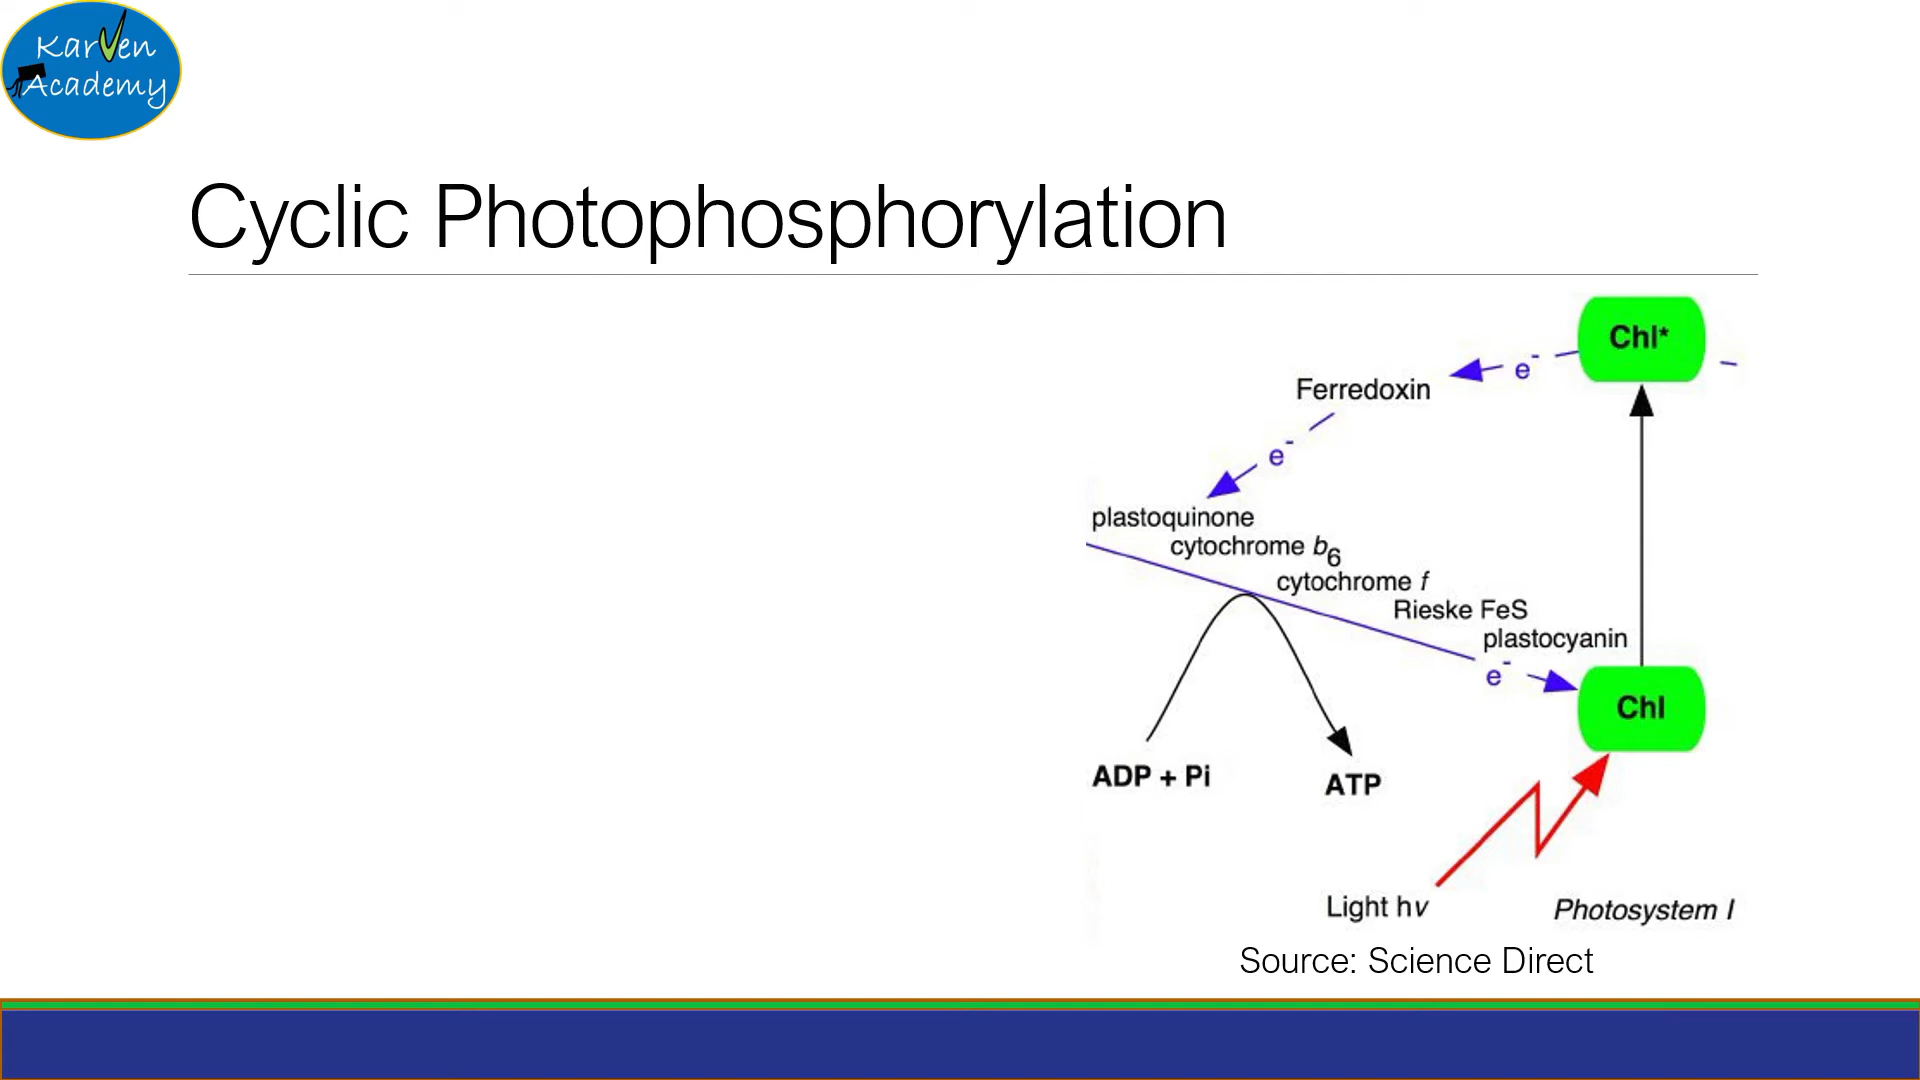 Karven
Academy
Cyclic Photophosphorylation
Chl*
e-
Ferredoxin
e-
plastoquinone
cytochrome b6
cytochrome f
Rieske FeS
plastocyanin
e-
Chl
ADP + Pi
ATP
Light hν
Photosystem I
Source: Science Direct